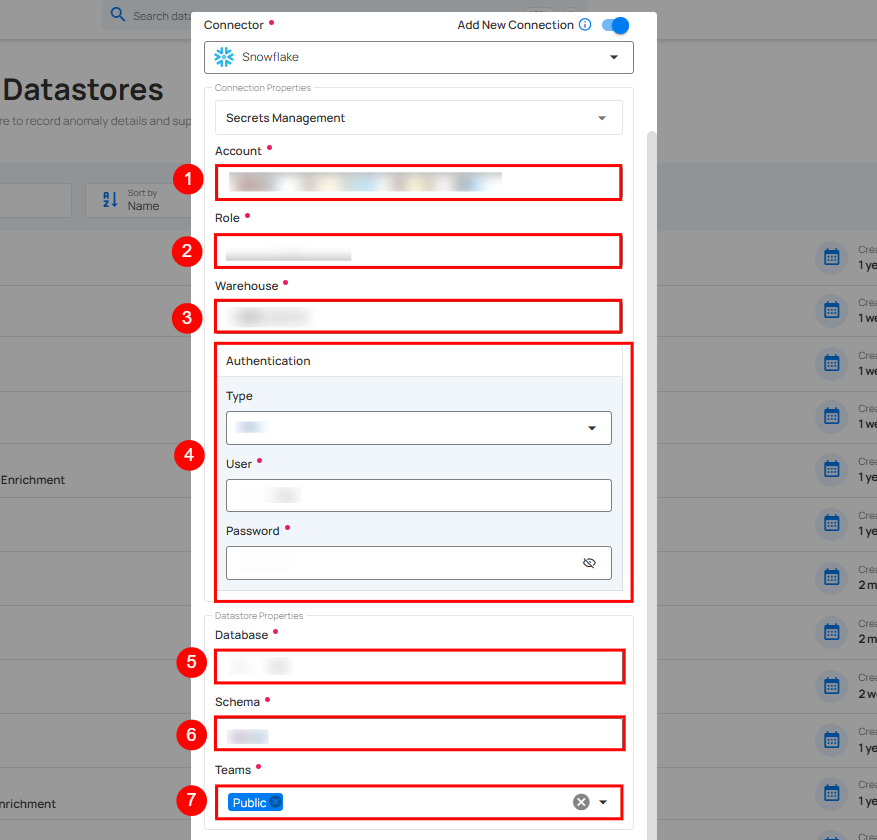 Search data
Connector •
Add New Connection
Snowflake
Datastores
Connection Properties
re to record anomaly details and sup
Secrets Management
Account •
1
Sort by
Name
Role •
2
Crea
1 ye
Warehouse •
3
Crea
1 we
Authentication
Crea
1 we
Type
Crea
1 we
4
User •
Enrichment
Crea
1 ye
Password •
Crea
1 ye
Crea
2 m
Datastore Properties
Database •
Crea
2 m
5
Schema •
Crea
2 we
6
Crea
1 ye
Teams •
7
Public
nrichment
Crea
1 ye
Crea